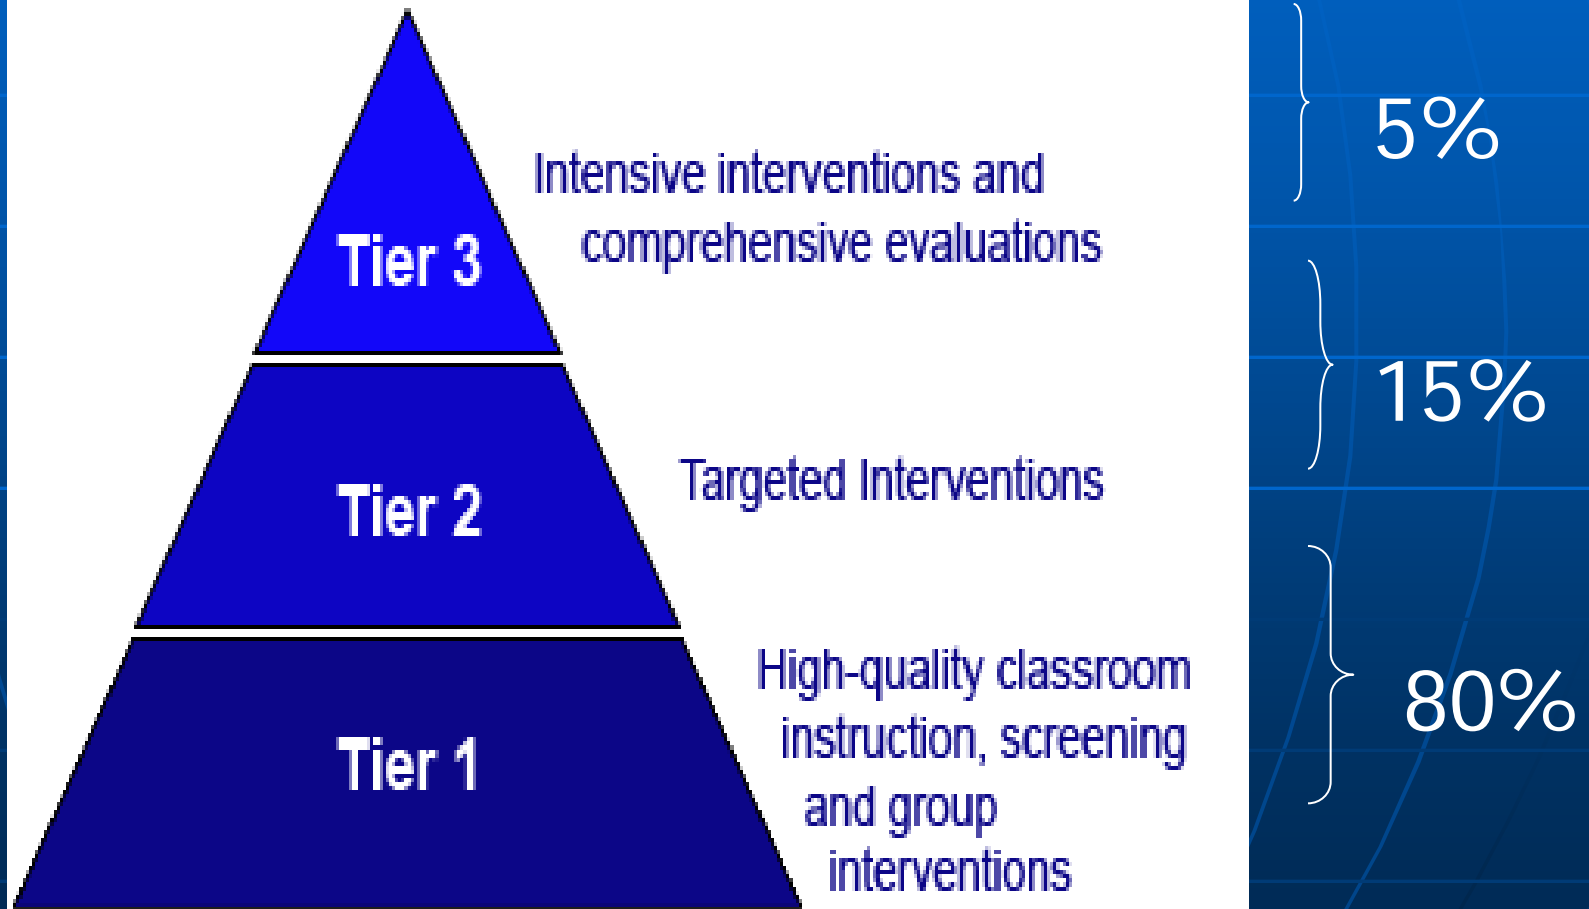 5%
Intensive interventions and
comprehensive evaluations
Tier 3
15%
Targeted Interventions
Tier 2
High-quality classroom
instruction, screening
80%
Tier 1
and group
interventions